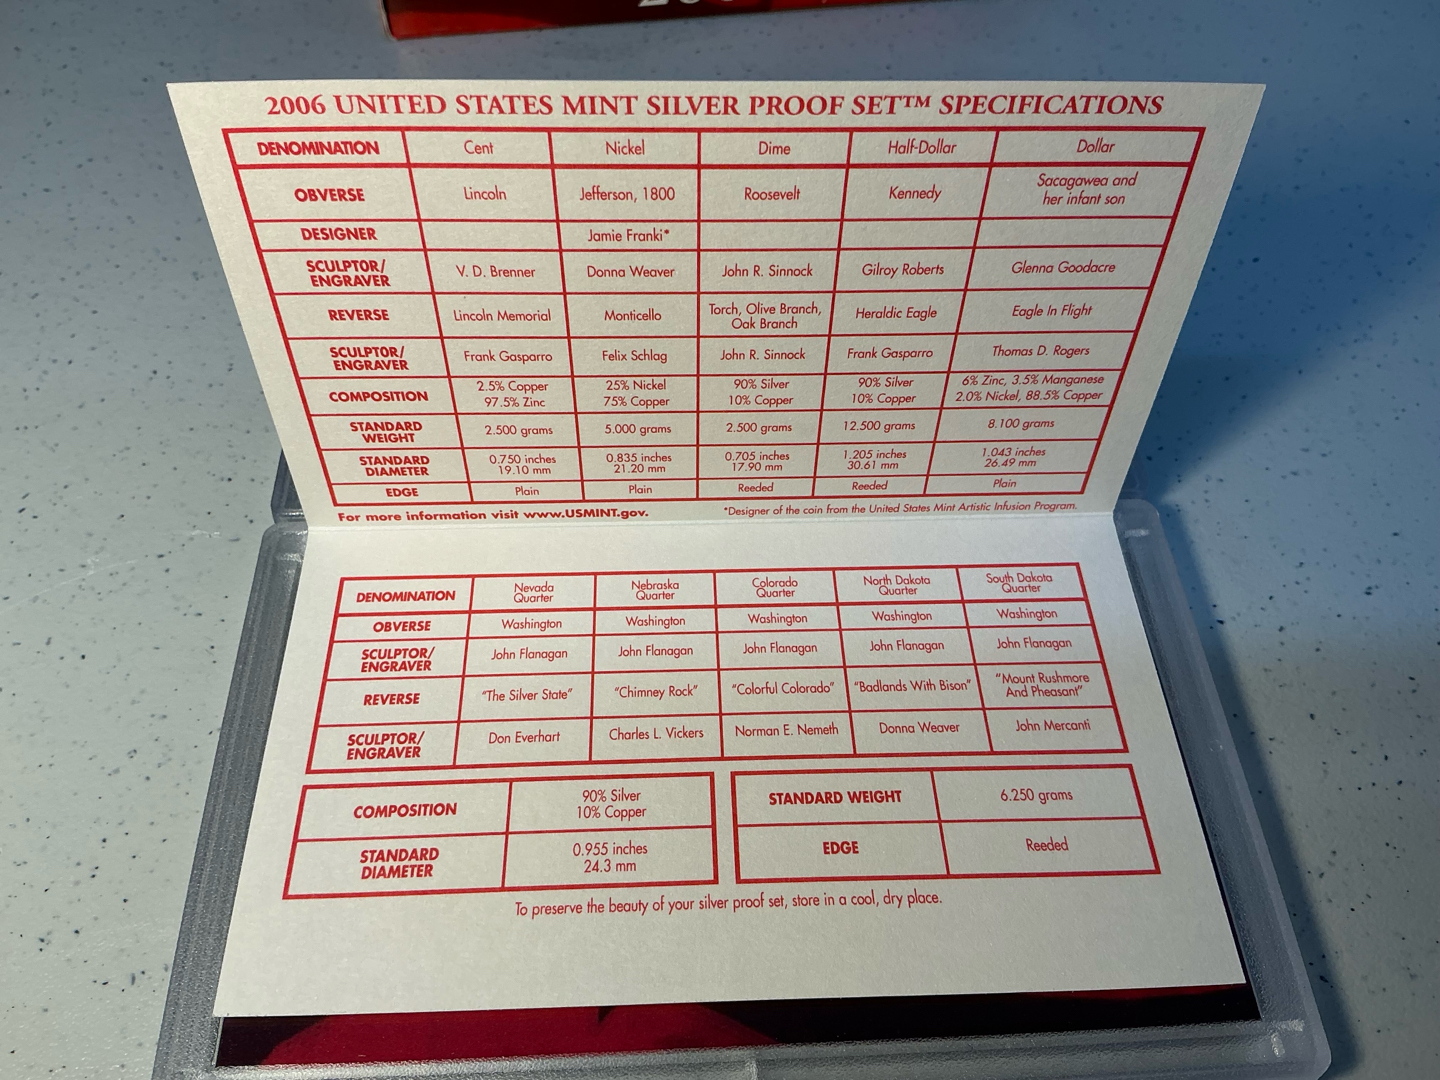 2006 UNITED STATES MINT SILVER PROOF SET™ SPECIFICATIONS
DENOMINATION Cent Nickel Dime Half-Dollar Dollar
OBVERSE Lincoln Jefferson, 1800 Roosevelt Kennedy Sacagawea and
her infant son
DESIGNER Jamie Franki*
SCULPTOR/
ENGRAVER V. D. Brenner Donna Weaver John R. Sinnock Gilroy Roberts Glenna Goodacre
REVERSE Lincoln Memorial Monticello Torch, Olive Branch,
Oak Branch Heraldic Eagle Eagle In Flight
SCULPTOR/
ENGRAVER Frank Gasparro Felix Schlag John R. Sinnock Frank Gasparro Thomas D. Rogers
COMPOSITION 2.5% Copper 25% Nickel 90% Silver 90% Silver 6% Zinc, 3.5% Manganese
97.5% Zinc 75% Copper 10% Copper 10% Copper 2.0% Nickel, 88.5% Copper
STANDARD
WEIGHT 2.500 grams 5.000 grams 2.500 grams 12.500 grams 8.100 grams
STANDARD 0.750 inches 0.835 inches 0.705 inches 1.205 inches 1.043 inches
DIAMETER 19.10 mm 21.20 mm 17.90 mm 30.61 mm 26.49 mm
EDGE Plain Plain Reeded Reeded Plain
For more information visit www.USMINT.gov. *Designer of the coin from the United States Mint Artistic Infusion Program.
DENOMINATION Nevada Nebraska Colorado North Dakota South Dakota
Quarter Quarter Quarter Quarter Quarter
OBVERSE Washington Washington Washington Washington Washington
SCULPTOR/
ENGRAVER John Flanagan John Flanagan John Flanagan John Flanagan John Flanagan
REVERSE "The Silver State" "Chimney Rock" "Colorful Colorado" "Badlands With Bison" "Mount Rushmore
And Pheasant"
SCULPTOR/
ENGRAVER Don Everhart Charles L. Vickers Norman E. Nemeth Donna Weaver John Mercanti
COMPOSITION 90% Silver
10% Copper
STANDARD WEIGHT 6.250 grams
STANDARD
DIAMETER 0.955 inches
24.3 mm
EDGE Reeded
To preserve the beauty of your silver proof set, store in a cool, dry place.